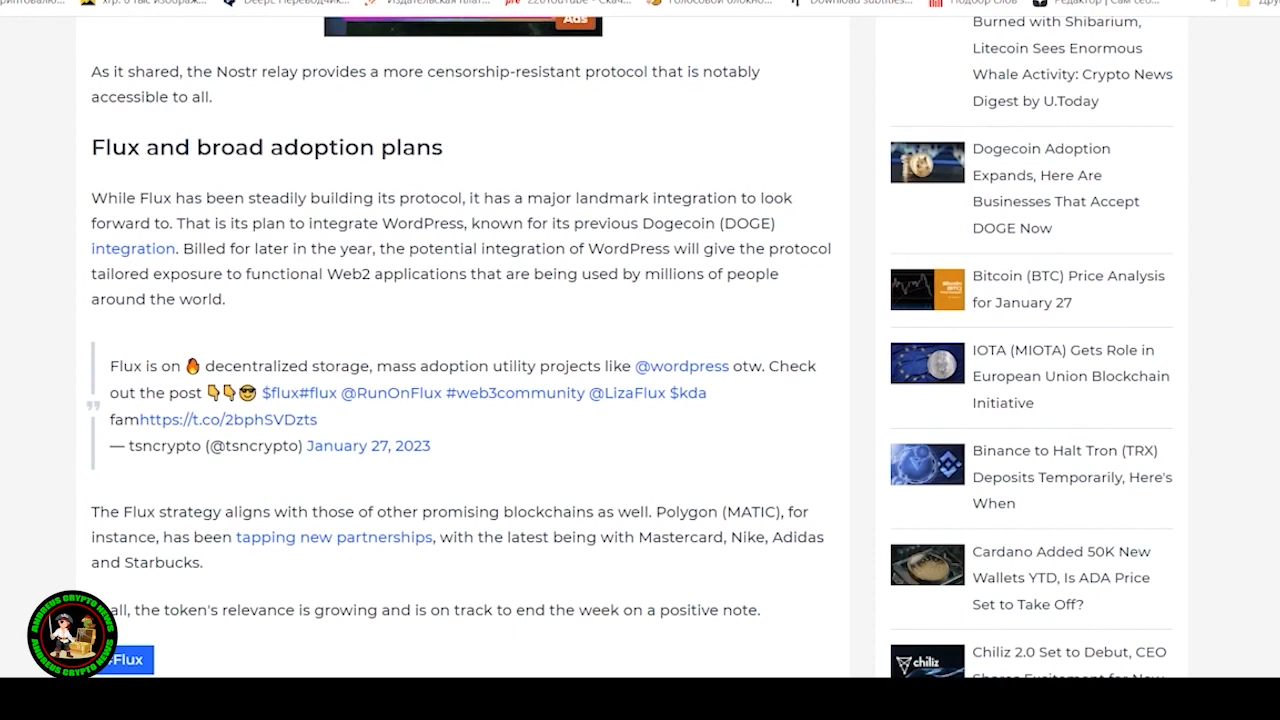 Ads
As it shared, the Nostr relay provides a more censorship-resistant protocol that is notably
accessible to all.
Flux and broad adoption plans
While Flux has been steadily building its protocol, it has a major landmark integration to look
forward to. That is its plan to integrate WordPress, known for its previous Dogecoin (DOGE)
integration. Billed for later in the year, the potential integration of WordPress will give the protocol
tailored exposure to functional Web2 applications that are being used by millions of people
around the world.
Flux is on 🔥 decentralized storage, mass adoption utility projects like @wordpress otw. Check
out the post 👇👇😎 $flux#flux @RunOnFlux #web3community @LizaFlux $kda
famhttps://t.co/2bphSVDzts
— tsncrypto (@tsncrypto) January 27, 2023
The Flux strategy aligns with those of other promising blockchains as well. Polygon (MATIC), for
instance, has been tapping new partnerships, with the latest being with Mastercard, Nike, Adidas
and Starbucks.
all, the token's relevance is growing and is on track to end the week on a positive note.
#Flux
ANDREUS CRYPTO NEWS
ANDREUS CRYPTO NEWS
Burned with Shibarium,
Litecoin Sees Enormous
Whale Activity: Crypto News
Digest by U.Today
Dogecoin Adoption
Expands, Here Are
Businesses That Accept
DOGE Now
Bitcoin (BTC) Price Analysis
for January 27
IOTA (MIOTA) Gets Role in
European Union Blockchain
Initiative
Binance to Halt Tron (TRX)
Deposits Temporarily, Here's
When
Cardano Added 50K New
Wallets YTD, Is ADA Price
Set to Take Off?
chiliz
Chiliz 2.0 Set to Debut, CEO